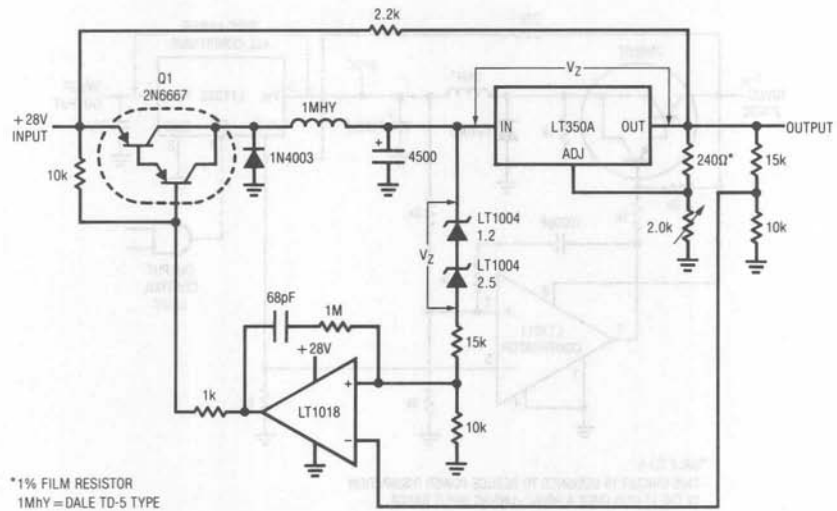 2.2k
Q1
2N6667
1MHY
VZ
+28V
INPUT
IN
LT350A
OUT
ADJ
OUTPUT
10k
1N4003
+
4500
240Ω*
15k
LT1004
1.2
2.0k
10k
VZ
LT1004
2.5
68pF
1M
15k
+28V
1k
LT1018
+
−
10k
*1% FILM RESISTOR
1MhY = DALE TD-5 TYPE